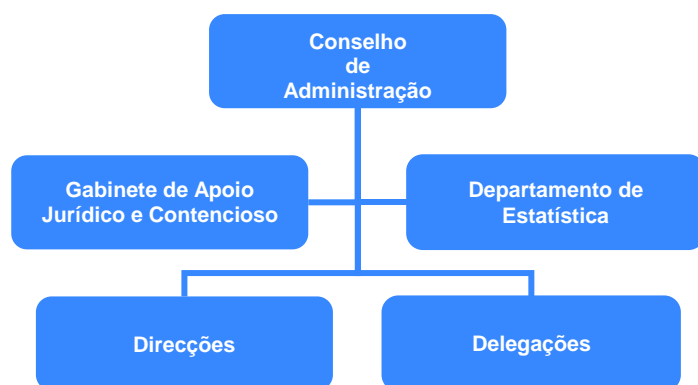 Conselho
de
Administração
Gabinete de Apoio
Jurídico e Contencioso
Departamento de
Estatística
Direcções
Delegações